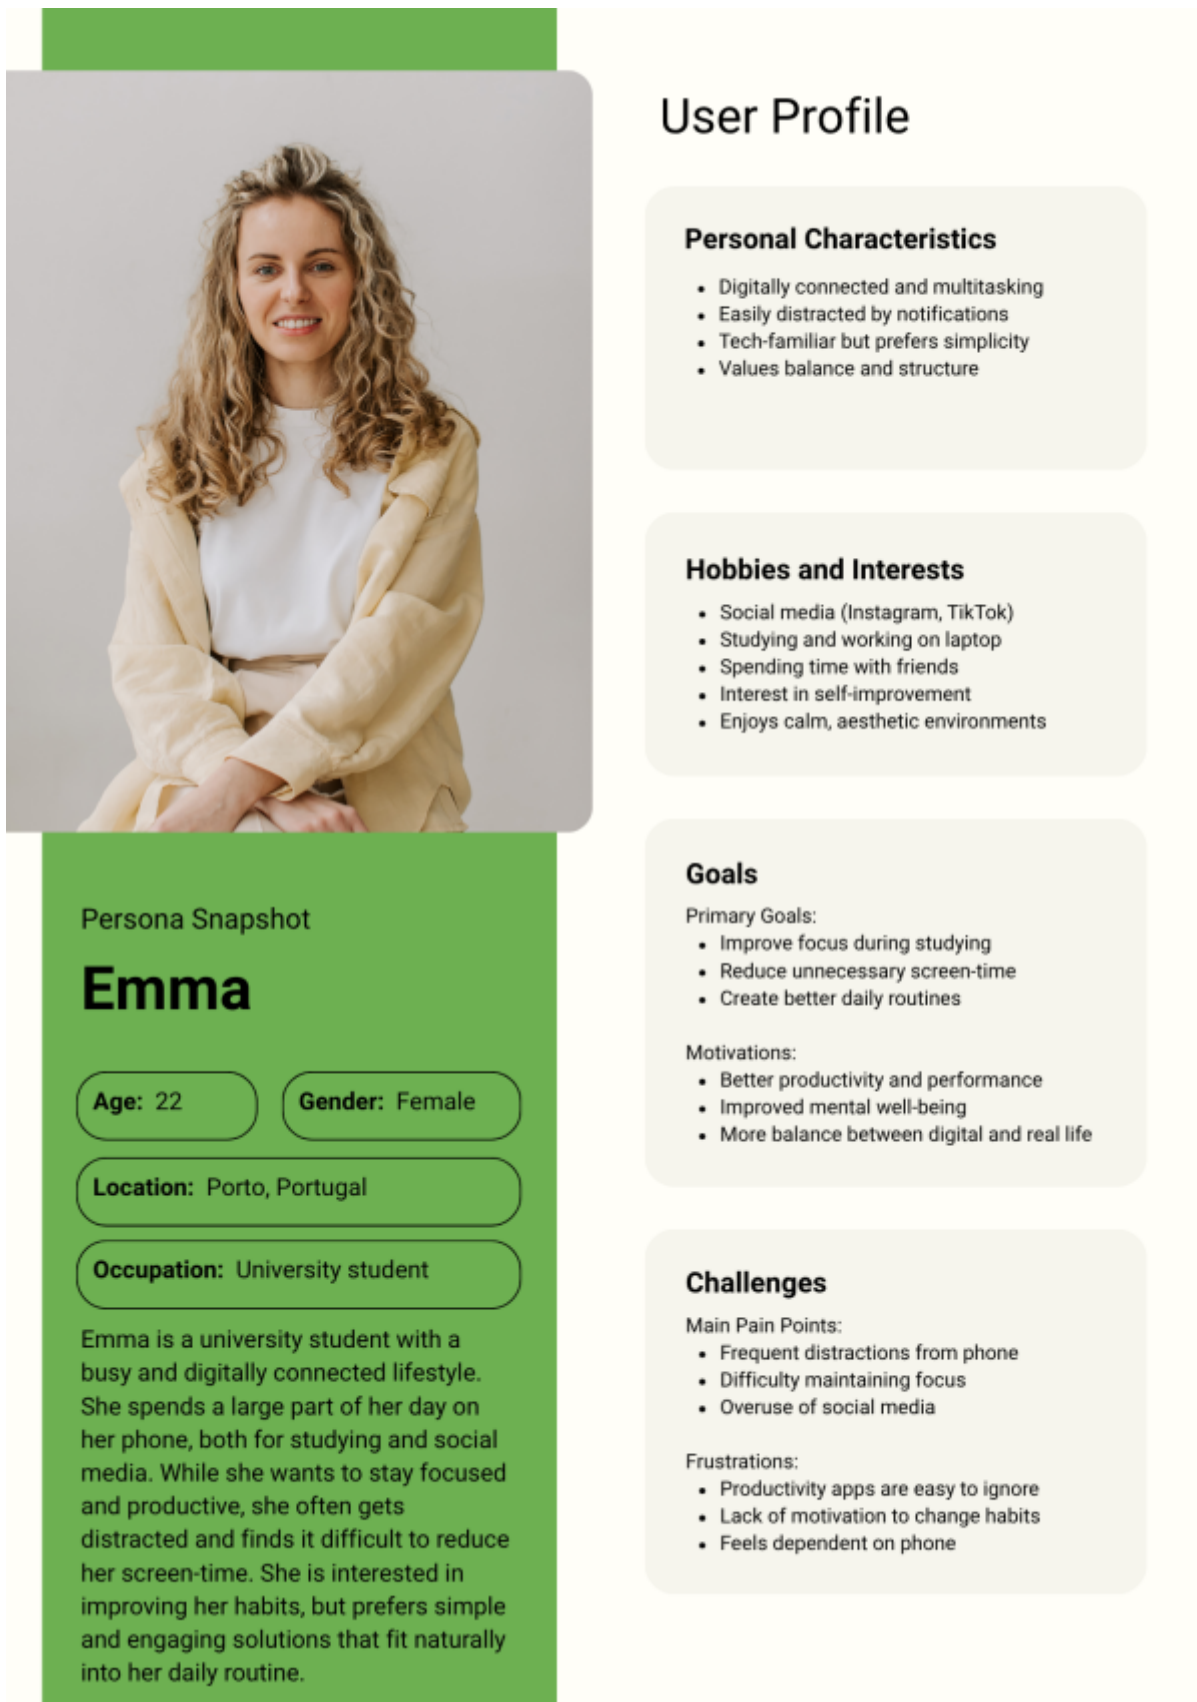 User Profile
Personal Characteristics
• Digitally connected and multitasking
• Easily distracted by notifications
• Tech-familiar but prefers simplicity
• Values balance and structure
Hobbies and Interests
• Social media (Instagram, TikTok)
• Studying and working on laptop
• Spending time with friends
• Interest in self-improvement
• Enjoys calm, aesthetic environments
Goals
Primary Goals:
• Improve focus during studying
• Reduce unnecessary screen-time
• Create better daily routines
Motivations:
• Better productivity and performance
• Improved mental well-being
• More balance between digital and real life
Challenges
Main Pain Points:
• Frequent distractions from phone
• Difficulty maintaining focus
• Overuse of social media
Frustrations:
• Productivity apps are easy to ignore
• Lack of motivation to change habits
• Feels dependent on phone
Persona Snapshot
Emma
Age: 22
Gender: Female
Location: Porto, Portugal
Occupation: University student
Emma is a university student with a
busy and digitally connected lifestyle.
She spends a large part of her day on
her phone, both for studying and social
media. While she wants to stay focused
and productive, she often gets
distracted and finds it difficult to reduce
her screen-time. She is interested in
improving her habits, but prefers simple
and engaging solutions that fit naturally
into her daily routine.